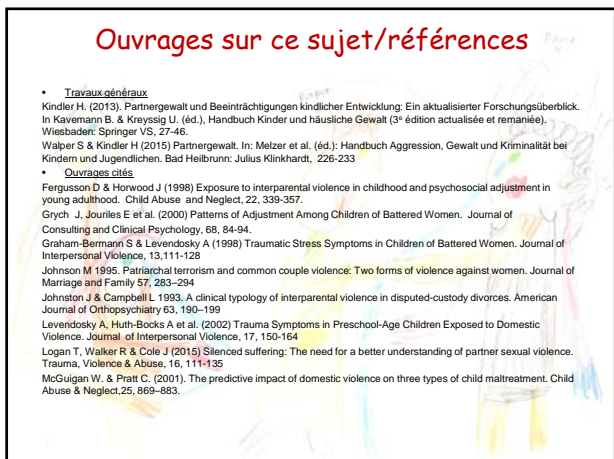 Ouvrages sur ce sujet/références
• Travaux généraux
Kindler H. (2013). Partnergewalt und Beeinträchtigungen kindlicher Entwicklung: Ein aktualisierter Forschungsüberblick.
In Kavemann B. & Kreyssig U. (éd.), Handbuch Kinder und häusliche Gewalt (3e édition actualisée et remaniée).
Wiesbaden: Springer VS, 27-46.
Walper S & Kindler H (2015) Partnergewalt. In: Melzer et al. (éd.): Handbuch Aggression, Gewalt und Kriminalität bei
Kindern und Jugendlichen. Bad Heilbrunn: Julius Klinkhardt, 226-233
• Ouvrages cités
Fergusson D & Horwood J (1998) Exposure to interparental violence in childhood and psychosocial adjustment in
young adulthood. Child Abuse and Neglect, 22, 339-357.
Grych J, Jouriles E et al. (2000) Patterns of Adjustment Among Children of Battered Women. Journal of
Consulting and Clinical Psychology, 68, 84-94.
Graham-Bermann S & Levendosky A (1998) Traumatic Stress Symptoms in Children of Battered Women. Journal of
Interpersonal Violence, 13,111-128
Johnson M 1995. Patriarchal terrorism and common couple violence: Two forms of violence against women. Journal of
Marriage and Family 57, 283–294
Johnston J & Campbell L 1993. A clinical typology of interparental violence in disputed-custody divorces. American
Journal of Orthopsychiatry 63, 190–199
Levendosky A, Huth-Bocks A et al. (2002) Trauma Symptoms in Preschool-Age Children Exposed to Domestic
Violence. Journal of Interpersonal Violence, 17, 150-164
Logan T, Walker R & Cole J (2015) Silenced suffering: The need for a better understanding of partner sexual violence.
Trauma, Violence & Abuse, 16, 111-135
McGuigan W. & Pratt C. (2001). The predictive impact of domestic violence on three types of child maltreatment. Child
Abuse & Neglect,25, 869–883.